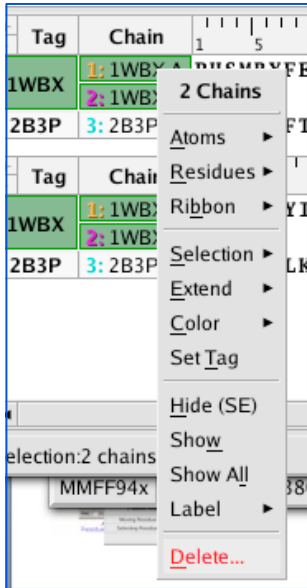 Tag Chain 1 5
1WBX 1: 1WBX A
2: 1WBX
2B3P 3: 2B3P
Tag Chain
1WBX 1: 1WBX
2: 1WBX
2B3P 3: 2B3P
2 Chains
Atoms
Residues
Ribbon
Selection
Extend
Color
Set Tag
Hide (SE)
Show
Show All
Label
Delete...
election:2 chains
MMFF94x